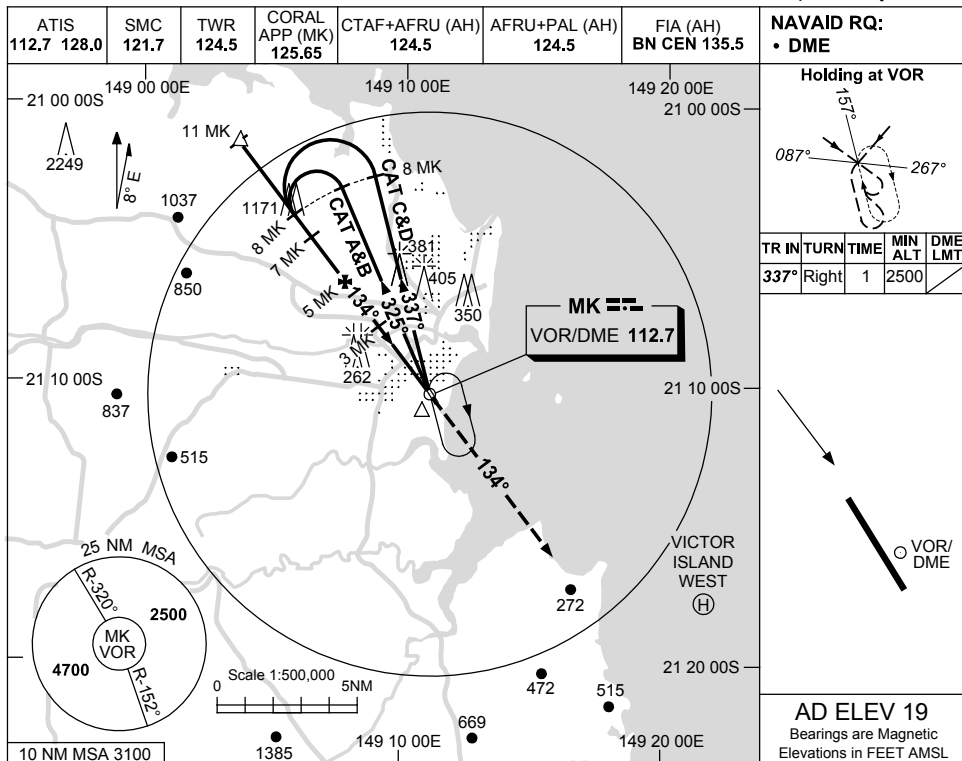 ATIS
112.7 128.0
SMC
121.7
TWR
124.5
CORAL
APP (MK)
125.65
CTAF+AFRU (AH)
124.5
AFRU+PAL (AH)
124.5
FIA (AH)
BN CEN 135.5
NAVAID RQ:
• DME
149 00 00E
149 10 00E
149 20 00E
21 00 00S
21 00 00S
2249
8° E
11 MK
1037
1171
8 MK
7 MK
5 MK
3 MK
8 MK
CAT A&B
CAT C&D
381
405
350
850
134°
325°
337°
262
MK
VOR/DME 112.7
21 10 00S
21 10 00S
837
515
134°
VICTOR
ISLAND
WEST
H
272
25 NM MSA
R-320°
2500
MK
VOR
4700
R-152°
Scale 1:500,000
0
5NM
21 20 00S
472
515
669
1385
149 10 00E
149 20 00E
10 NM MSA 3100
Holding at VOR
157°
087°
267°
TR IN TURN TIME MIN ALT DME LMT
337° Right 1 2500
VOR/
DME
AD ELEV 19
Bearings are Magnetic
Elevations in FEET AMSL